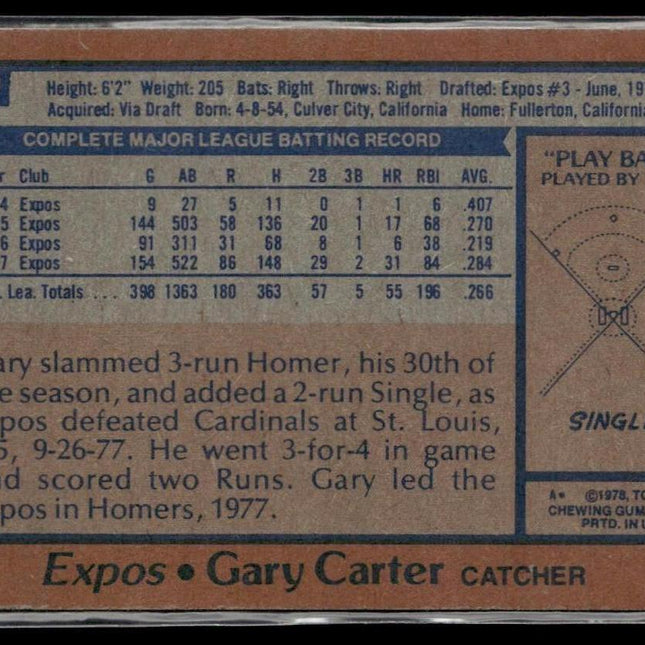 Height: 6'2" Weight: 205 Bats: Right Throws: Right Drafted: Expos #3 - June, 19
Acquired: Via Draft Born: 4-8-54, Culver City, California Home: Fullerton, California
COMPLETE MAJOR LEAGUE BATTING RECORD
r Club G AB R H 2B 3B HR RBI AVG.
4 Expos 9 27 5 11 0 1 1 6 .407
5 Expos 144 503 58 136 20 1 17 68 .270
6 Expos 91 311 31 68 8 1 6 38 .219
7 Expos 154 522 86 148 29 2 31 84 .284
. Lea. Totals ... 398 1363 180 363 57 5 55 196 .266
ary slammed 3-run Homer, his 30th of
e season, and added a 2-run Single, as
pos defeated Cardinals at St. Louis,
5, 9-26-77. He went 3-for-4 in game
nd scored two Runs. Gary led the
pos in Homers, 1977.
"PLAY BA
PLAYED BY
SINGL
A* ©1978, TO
CHEWING GUM
PRTD. IN U
Expos • Gary Carter CATCHER